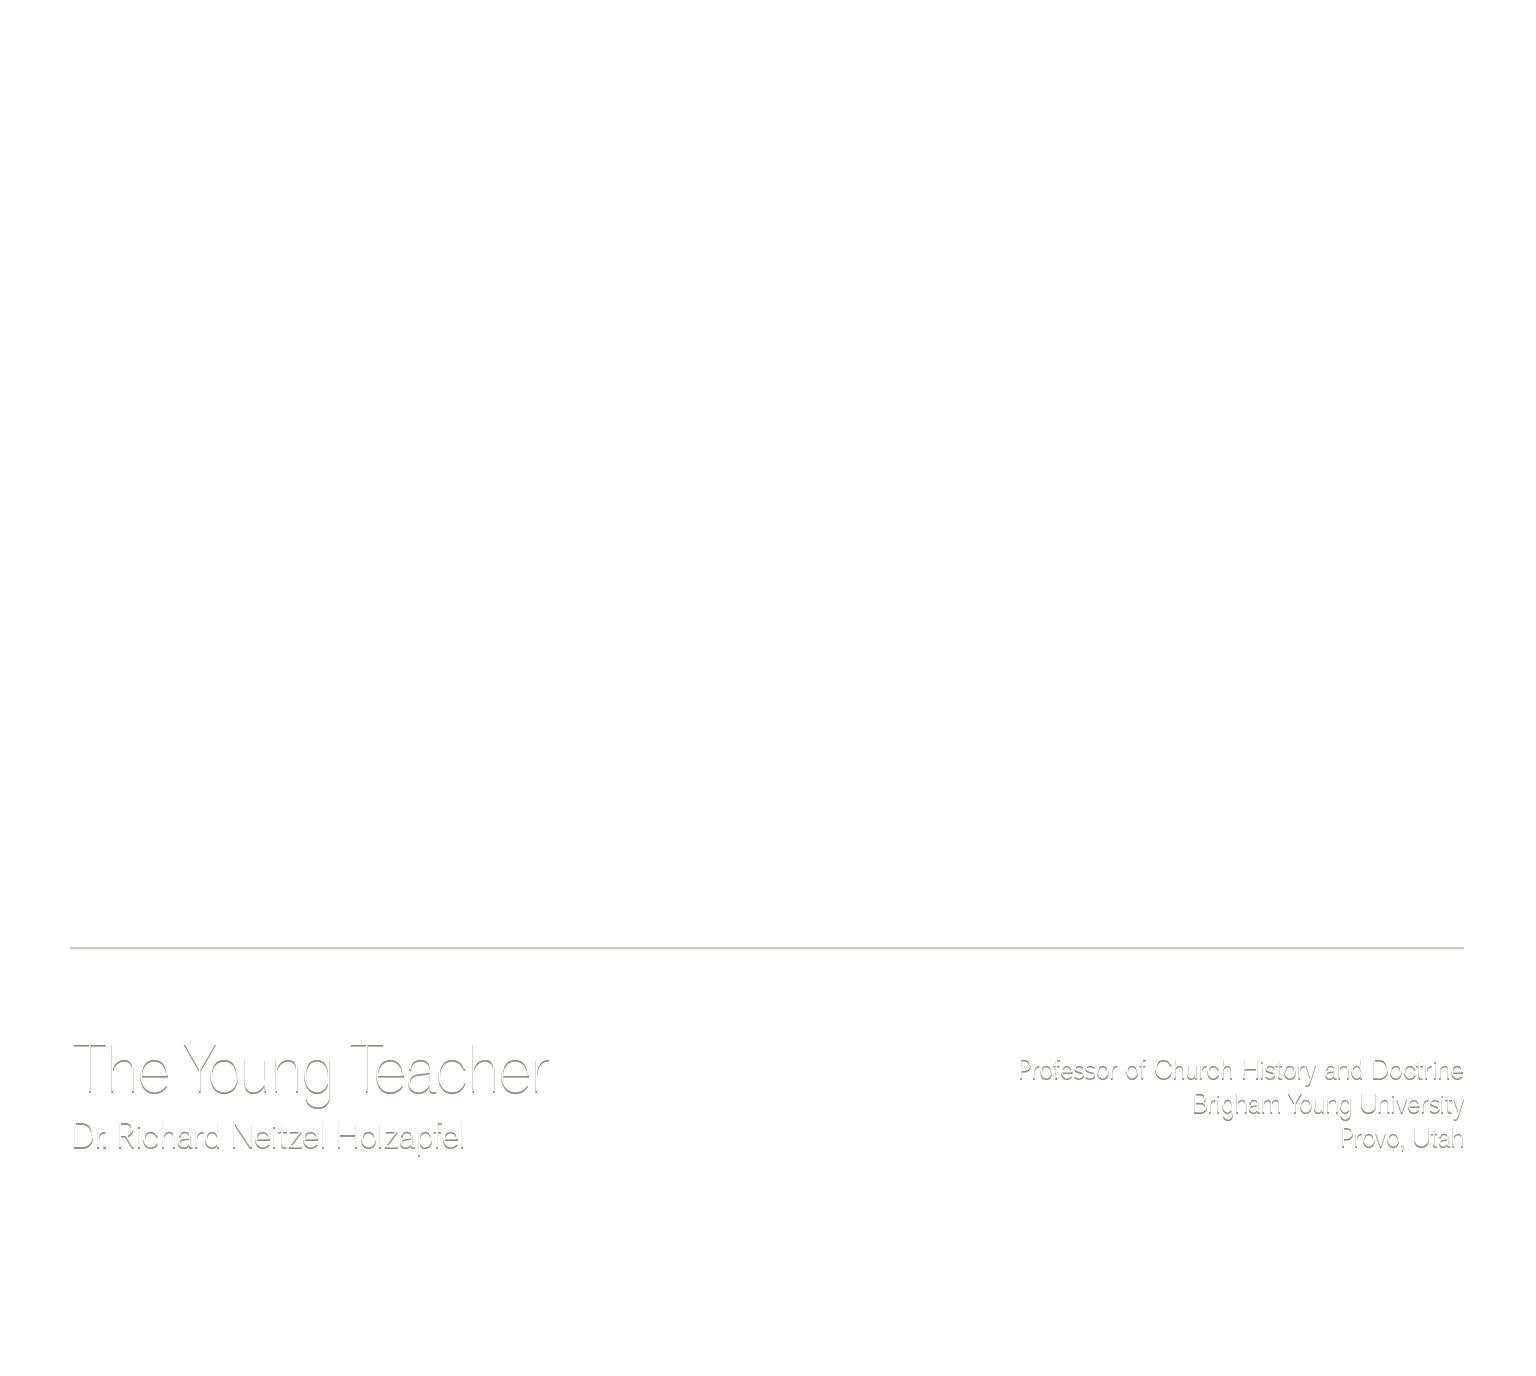 The Young Teacher
Dr. Richard Neitzel Holzapfel
Professor of Church History and Doctrine
Brigham Young University
Provo, Utah